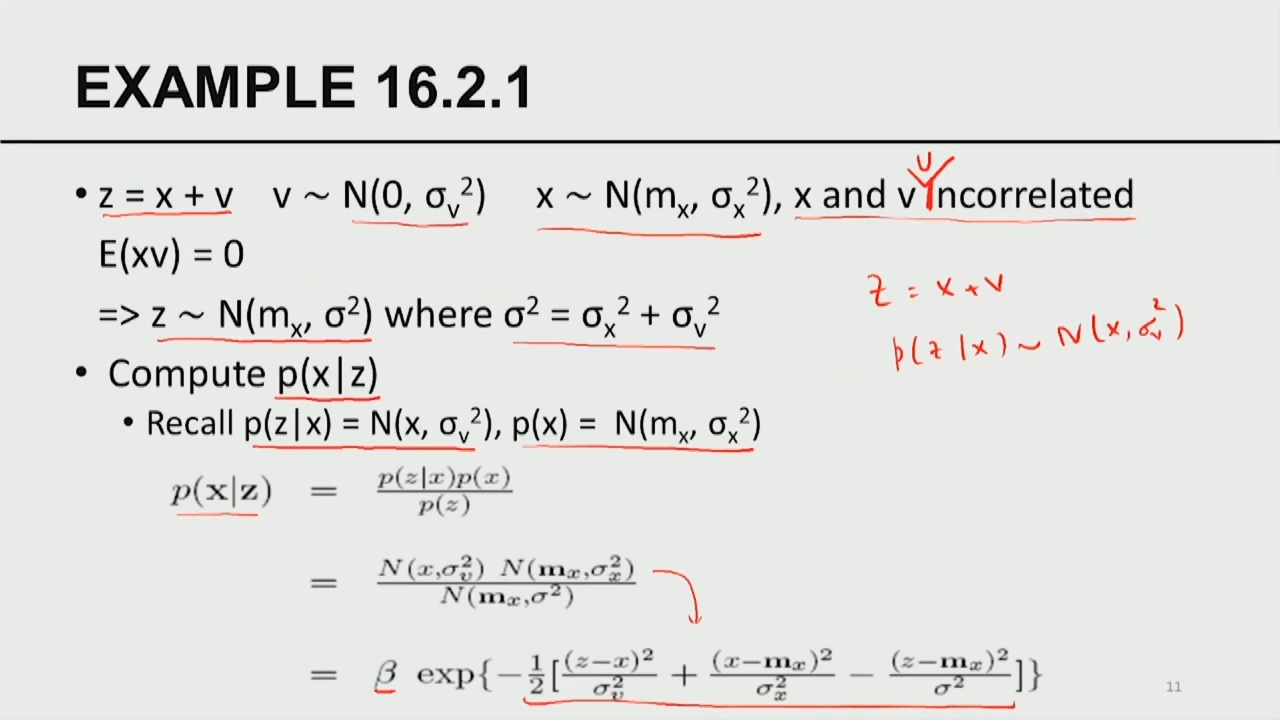 EXAMPLE 16.2.1
• z = x + v v ~ N(0, σᵥ²) x ~ N(mₓ, σₓ²), x and v Uncorrelated
E(xv) = 0
z = x + v
=> z ~ N(mₓ, σ²) where σ² = σₓ² + σᵥ²
p(z|x) ~ N(x, σᵥ²)
• Compute p(x|z)
• Recall p(z|x) = N(x, σᵥ²), p(x) = N(mₓ, σₓ²)
p(x|z) = p(z|x)p(x) / p(z)
= N(x,σᵥ²) N(mₓ,σₓ²) / N(mₓ,σ²)
= β exp{−1/2[(z−x)²/σᵥ² + (x−mₓ)²/σₓ² − (z−mₓ)²/σ²]}
11